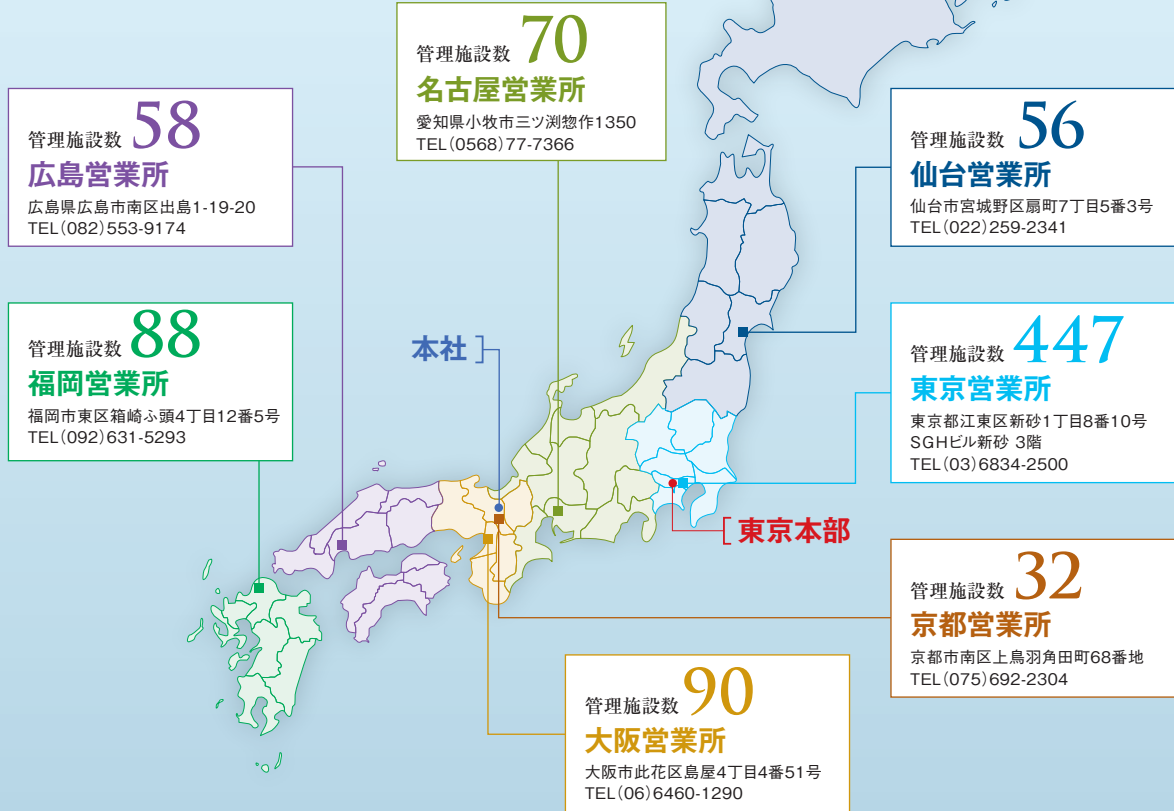 管理施設数 70
名古屋営業所
愛知県小牧市三ツ渕惣作1350
TEL(0568)77-7366
管理施設数 58
広島営業所
広島県広島市南区出島1-19-20
TEL(082)553-9174
管理施設数 56
仙台営業所
仙台市宮城野区扇町7丁目5番3号
TEL(022)259-2341
管理施設数 88
福岡営業所
福岡市東区箱崎ふ頭4丁目12番5号
TEL(092)631-5293
本社
管理施設数 447
東京営業所
東京都江東区新砂1丁目8番10号
SGHビル新砂 3階
TEL(03)6834-2500
東京本部
管理施設数 32
京都営業所
京都市南区上鳥羽角田町68番地
TEL(075)692-2304
管理施設数 90
大阪営業所
大阪市此花区島屋4丁目4番51号
TEL(06)6460-1290